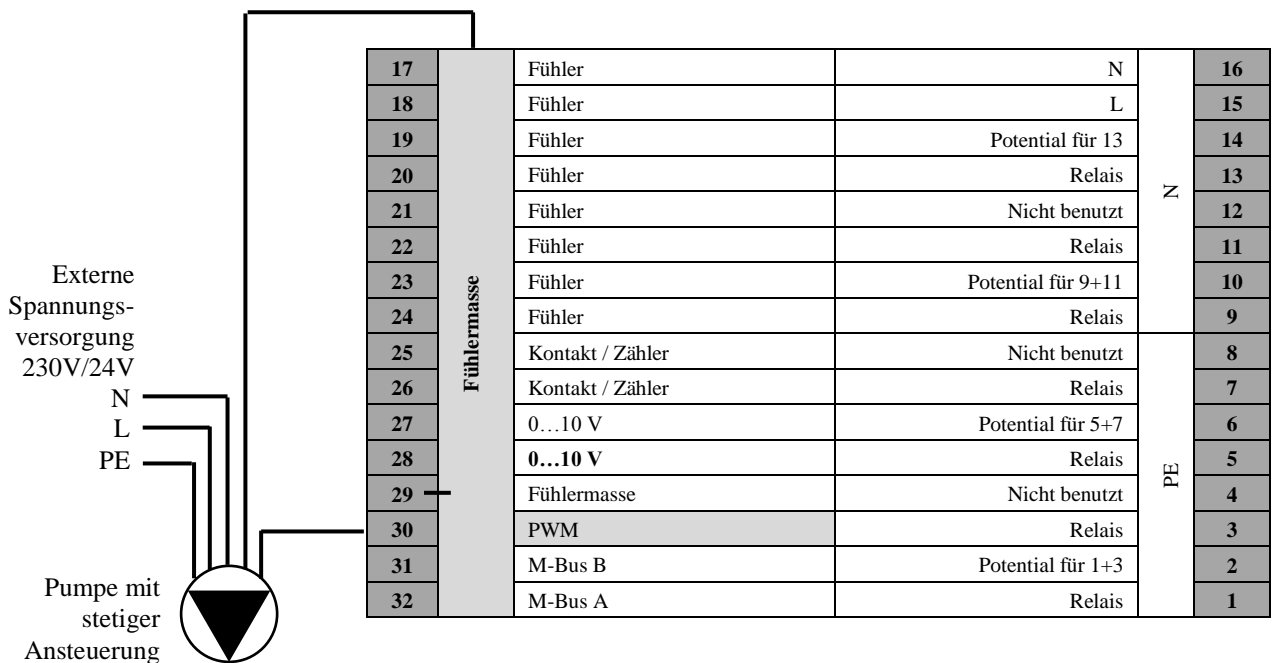 17 Fühler N 16
18 Fühler L 15
19 Fühler Potential für 13 14
20 Fühler Relais 13
21 Fühler Nicht benutzt 12
22 Fühler Relais 11
23 Fühler Potential für 9+11 10
24 Fühler Relais 9
25 Kontakt / Zähler Nicht benutzt 8
26 Kontakt / Zähler Relais 7
27 0…10 V Potential für 5+7 6
28 0…10 V Relais 5
29 Fühlermasse Nicht benutzt 4
30 PWM Relais 3
31 M-Bus B Potential für 1+3 2
32 M-Bus A Relais 1
Fühlermasse
N
PE
Externe
Spannungs-
versorgung
230V/24V
N
L
PE
Pumpe mit
stetiger
Ansteuerung